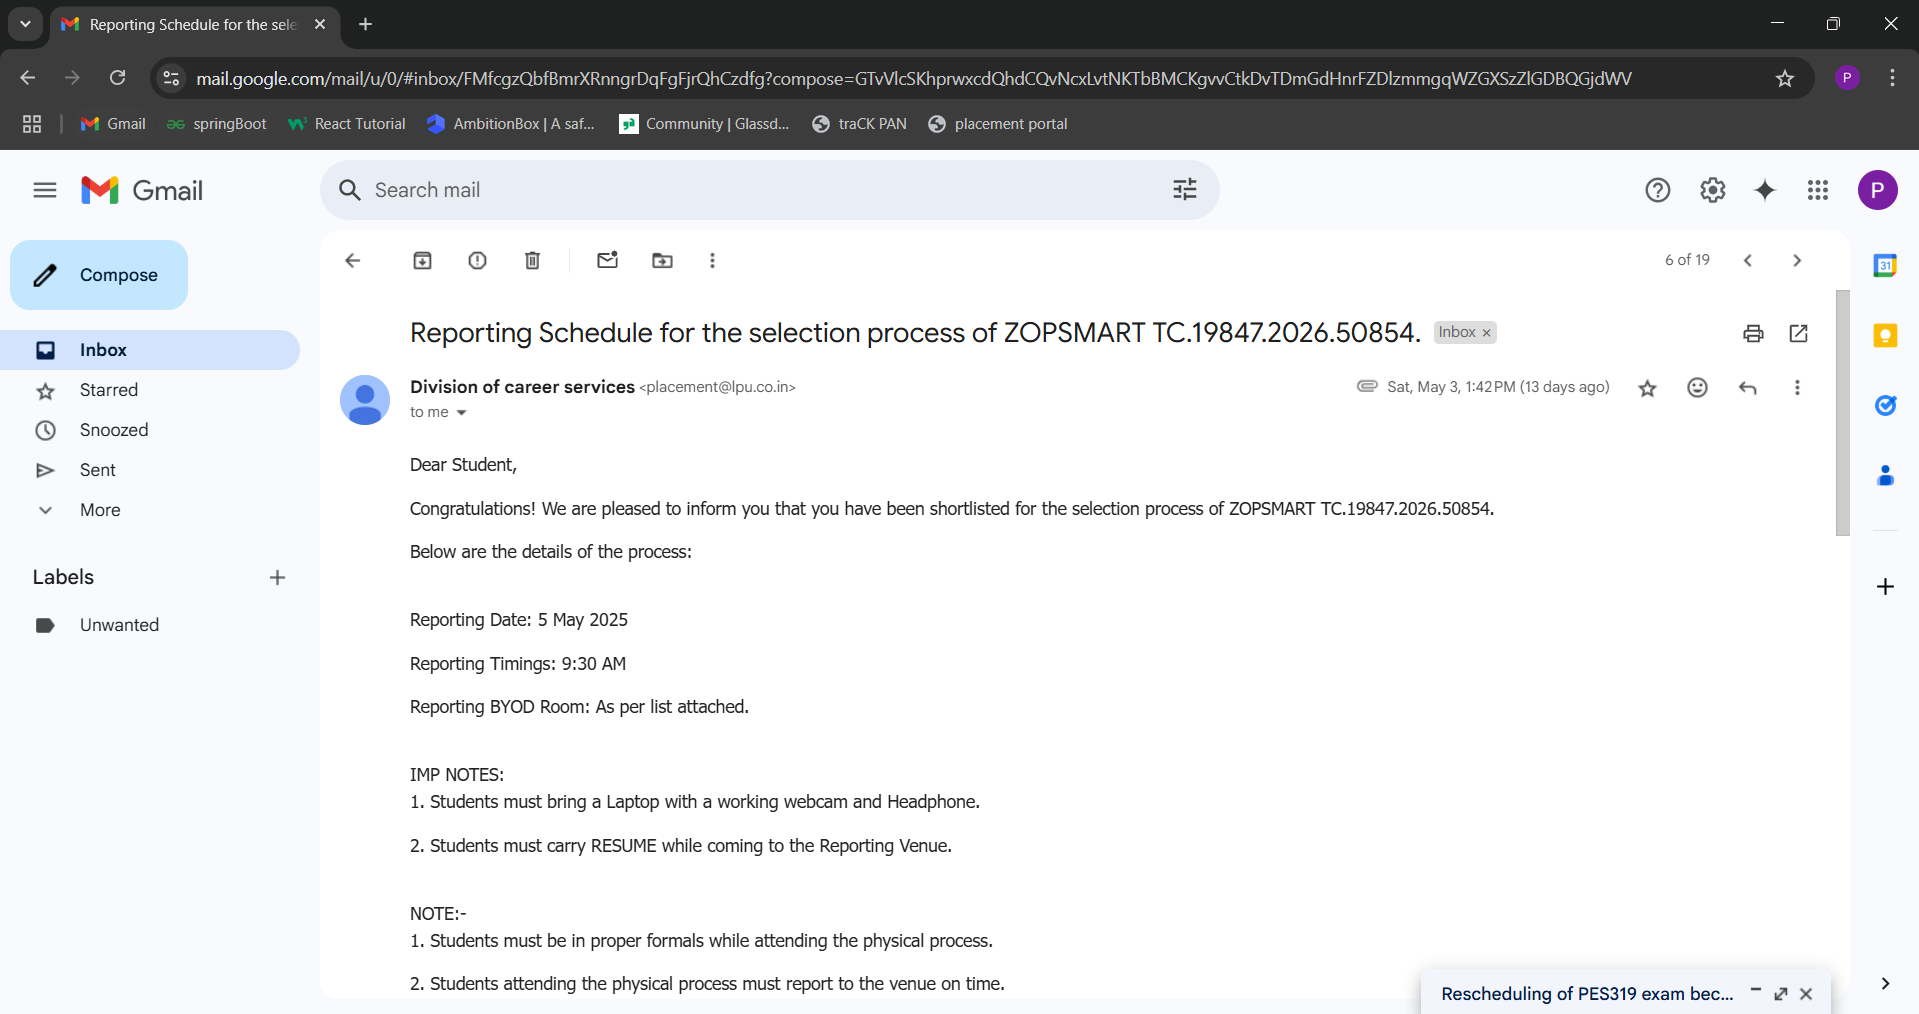 Reporting Schedule for the sele
mail.google.com/mail/u/0/#inbox/FMfcgzQbfBmrXRnngrDqFgFjrQhCzdfg?compose=GTvVlcSKhprwxcdQhdCQvNcxLvtNKTbBMCKgvvCtkDvTDmGdHnrFZDlzmmgqWZGXSzZlGDBQGjdWV
P
Gmail
springBoot
React Tutorial
AmbitionBox | A saf...
Community | Glassd...
traCK PAN
placement portal
Gmail
Search mail
P
Compose
6 of 19
31
Inbox
Starred
Snoozed
Sent
More
Labels
Unwanted
Reporting Schedule for the selection process of ZOPSMART TC.19847.2026.50854. Inbox ×
Division of career services <placement@lpu.co.in>
Sat, May 3, 1:42 PM (13 days ago)
to me
Dear Student,
Congratulations! We are pleased to inform you that you have been shortlisted for the selection process of ZOPSMART TC.19847.2026.50854.
Below are the details of the process:
Reporting Date: 5 May 2025
Reporting Timings: 9:30 AM
Reporting BYOD Room: As per list attached.
IMP NOTES:
1. Students must bring a Laptop with a working webcam and Headphone.
2. Students must carry RESUME while coming to the Reporting Venue.
NOTE:-
1. Students must be in proper formals while attending the physical process.
2. Students attending the physical process must report to the venue on time.
Rescheduling of PES319 exam bec...